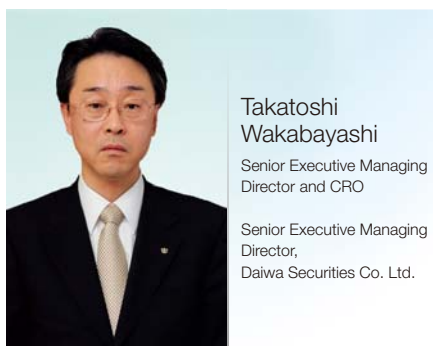 Takatoshi
Wakabayashi
Senior Executive Managing
Director and CRO
Senior Executive Managing
Director,
Daiwa Securities Co. Ltd.